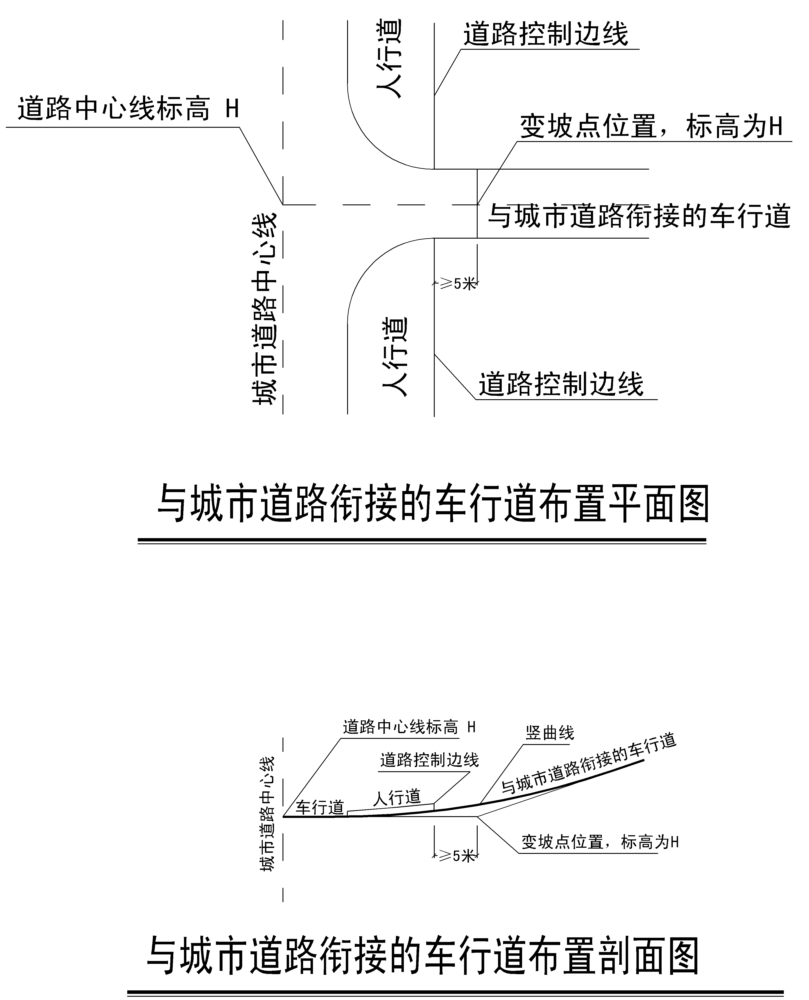 人行道
道路控制边线
道路中心线标高 H
变坡点位置，标高为H
与城市道路衔接的车行道
城市道路中心线
≥5米
人行道
道路控制边线
与城市道路衔接的车行道布置平面图
道路中心线标高 H
竖曲线
道路控制边线
与城市道路衔接的车行道
人行道
车行道
城市道路中心线
变坡点位置，标高为H
≥5米
与城市道路衔接的车行道布置剖面图